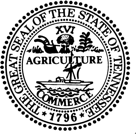 THE GREAT SEAL OF THE STATE OF TENNESSEE
XVI
AGRICULTURE
COMMERCE
1796